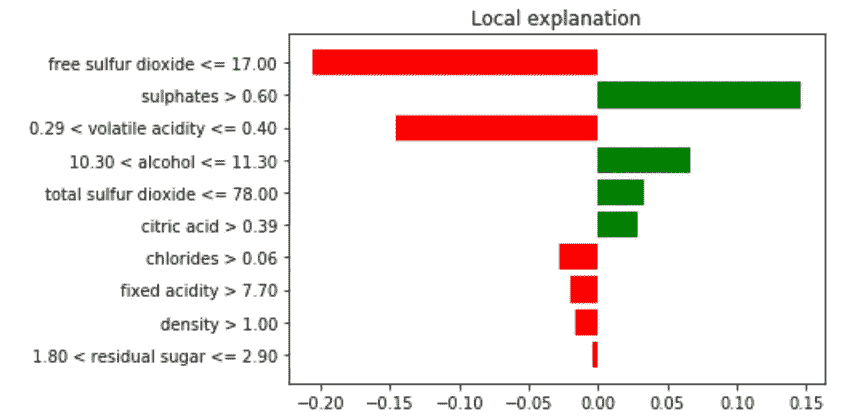 Local explanation
free sulfur dioxide <= 17.00
sulphates > 0.60
0.29 < volatile acidity <= 0.40
10.30 < alcohol <= 11.30
total sulfur dioxide <= 78.00
citric acid > 0.39
chlorides > 0.06
fixed acidity > 7.70
density > 1.00
1.80 < residual sugar <= 2.90
−0.20 −0.15 −0.10 −0.05 0.00 0.05 0.10 0.15